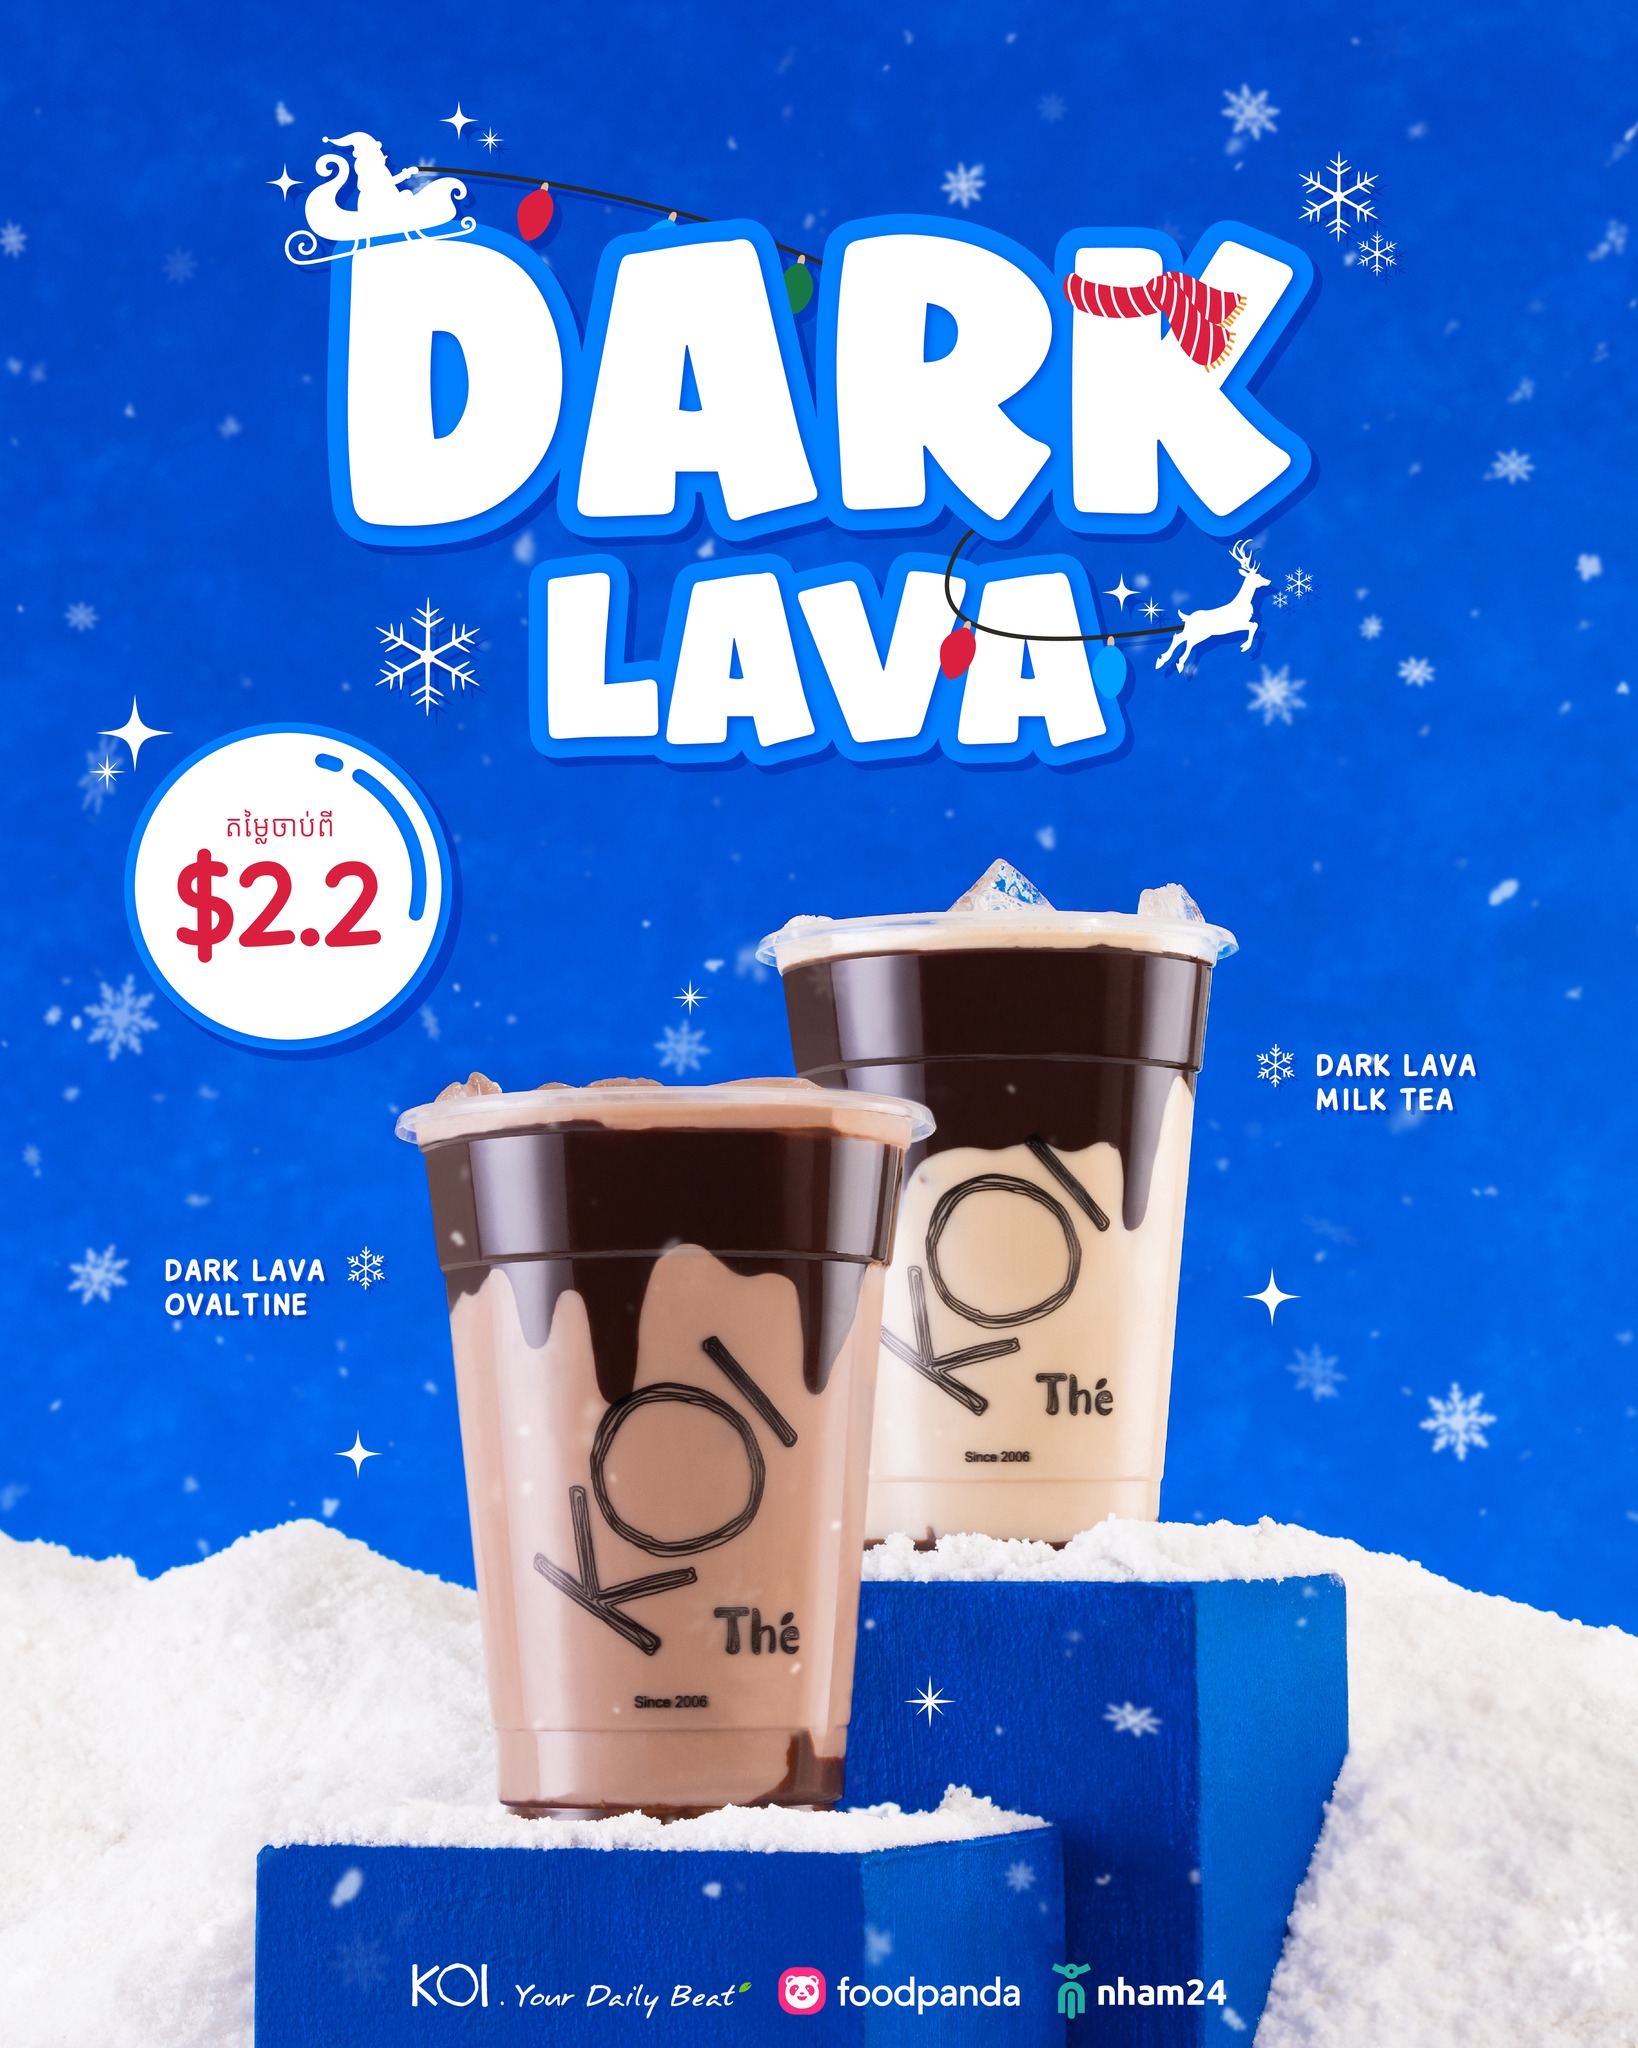 DARK
LAVA
តម្លៃចាប់ពី
$2.2
DARK LAVA
MILK TEA
DARK LAVA
OVALTINE
KOI
Thé
Since 2006
KOI
Thé
Since 2006
KOI. Your Daily Beat
foodpanda
nham24